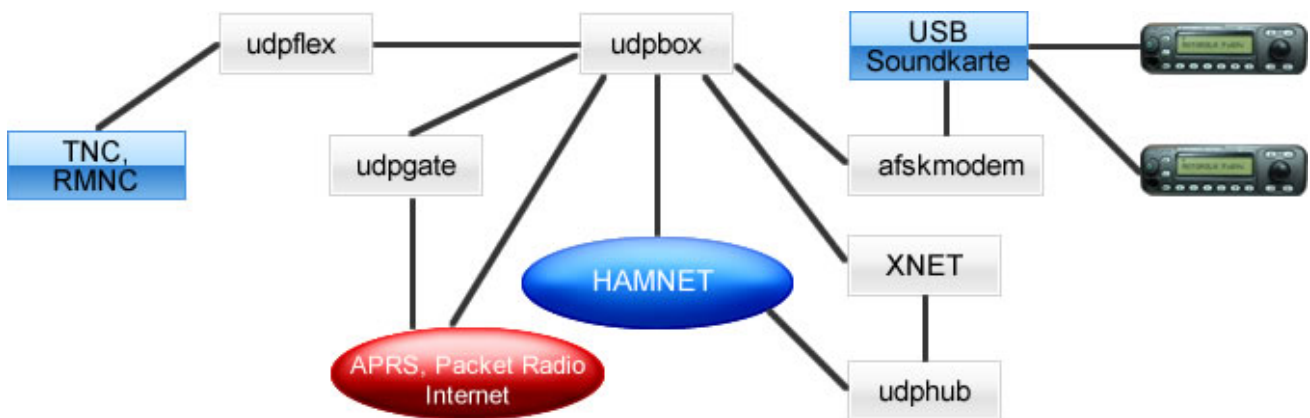 udpflex
udpbox
USB
Soundkarte
TNC,
RMNC
udpgate
afskmodem
HAMNET
XNET
APRS, Packet Radio
Internet
udphub